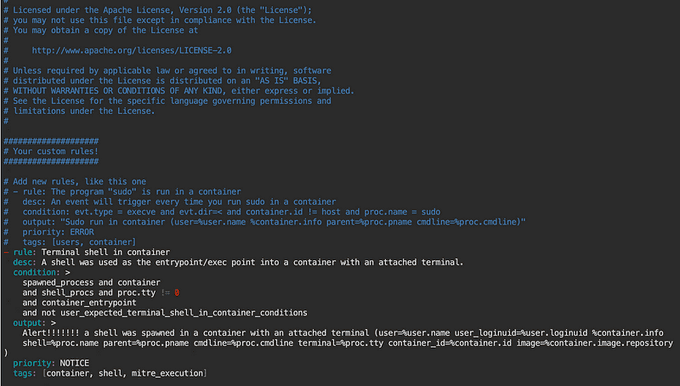 #
# Licensed under the Apache License, Version 2.0 (the "License");
# you may not use this file except in compliance with the License.
# You may obtain a copy of the License at
#
#     http://www.apache.org/licenses/LICENSE-2.0
#
# Unless required by applicable law or agreed to in writing, software
# distributed under the License is distributed on an "AS IS" BASIS,
# WITHOUT WARRANTIES OR CONDITIONS OF ANY KIND, either express or implied.
# See the License for the specific language governing permissions and
# limitations under the License.
#

####################
# Your custom rules!
####################

# Add new rules, like this one
# - rule: The program "sudo" is run in a container
#   desc: An event will trigger every time you run sudo in a container
#   condition: evt.type = execve and evt.dir=< and container.id != host and proc.name = sudo
#   output: "Sudo run in container (user=%user.name %container.info parent=%proc.pname cmdline=%proc.cmdline)"
#   priority: ERROR
#   tags: [users, container]
- rule: Terminal shell in container
  desc: A shell was used as the entrypoint/exec point into a container with an attached terminal.
  condition: >
    spawned_process and container
    and shell_procs and proc.tty != 0
    and container_entrypoint
    and not user_expected_terminal_shell_in_container_conditions
  output: >
    Alert!!!!!!! a shell was spawned in a container with an attached terminal (user=%user.name user_loginuid=%user.loginuid %container.info
    shell=%proc.name parent=%proc.pname cmdline=%proc.cmdline terminal=%proc.tty container_id=%container.id image=%container.image.repository
)
  priority: NOTICE
  tags: [container, shell, mitre_execution]